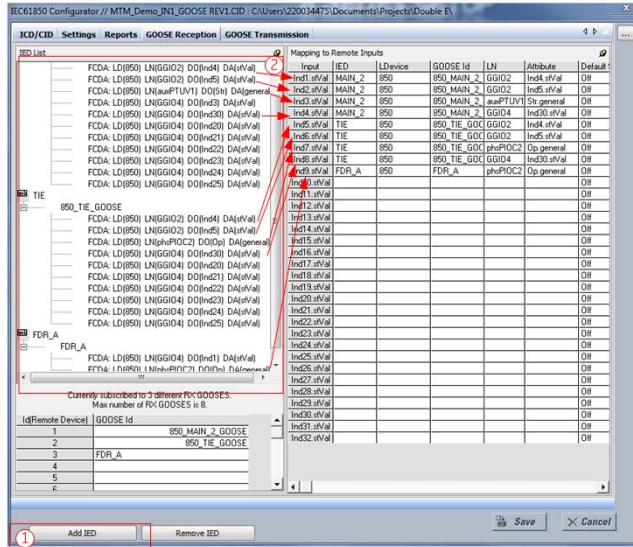 IEC61850 Configurator // MTM_Demo_IN1_GOOSE REV1.CID : C:\Users\220034475\Documents\Projects\Double E\
ICD/CID Settings Reports GOOSE Reception GOOSE Transmission
IED List
2
FCDA: LD(850) LN(GGIO2) DO(Ind4) DA(stVal)
FCDA: LD(850) LN(GGIO2) DO(Ind5) DA(stVal)
FCDA: LD(850) LN(auxPTUV1) DO(Str) DA(general
FCDA: LD(850) LN(GGIO4) DO(Ind3) DA(stVal)
FCDA: LD(850) LN(GGIO4) DO(Ind30) DA(stVal)
FCDA: LD(850) LN(GGIO4) DO(Ind20) DA(stVal)
FCDA: LD(850) LN(GGIO4) DO(Ind21) DA(stVal)
FCDA: LD(850) LN(GGIO4) DO(Ind22) DA(stVal)
FCDA: LD(850) LN(GGIO4) DO(Ind23) DA(stVal)
FCDA: LD(850) LN(GGIO4) DO(Ind24) DA(stVal)
FCDA: LD(850) LN(GGIO4) DO(Ind25) DA(stVal)
TIE
850_TIE_GOOSE
FCDA: LD(850) LN(GGIO2) DO(Ind4) DA(stVal)
FCDA: LD(850) LN(GGIO2) DO(Ind5) DA(stVal)
FCDA: LD(850) LN(phsPIOC2) DO(Op) DA(general)
FCDA: LD(850) LN(GGIO4) DO(Ind30) DA(stVal)
FCDA: LD(850) LN(GGIO4) DO(Ind20) DA(stVal)
FCDA: LD(850) LN(GGIO4) DO(Ind21) DA(stVal)
FCDA: LD(850) LN(GGIO4) DO(Ind22) DA(stVal)
FCDA: LD(850) LN(GGIO4) DO(Ind23) DA(stVal)
FCDA: LD(850) LN(GGIO4) DO(Ind24) DA(stVal)
FCDA: LD(850) LN(GGIO4) DO(Ind25) DA(stVal)
FDR_A
FDR_A
FCDA: LD(850) LN(GGIO4) DO(Ind1) DA(stVal)
FCDA: LD(850) LN(phsPIOC2) DO(Op) DA(general)
Currently subscribed to 3 different RX GOOSES.
Max number of RX GOOSES is 8.
Id(Remote Device) GOOSE Id
1 850_MAIN_2_GOOSE
2 850_TIE_GOOSE
3 FDR_A
4
5
6
1 Add IED Remove IED
Mapping to Remote Inputs
Input IED LDevice GOOSE Id LN Attribute Default S
Ind1.stVal MAIN_2 850 850_MAIN_2_ GGIO2 Ind4.stVal Off
Ind2.stVal MAIN_2 850 850_MAIN_2_ GGIO2 Ind5.stVal Off
Ind3.stVal MAIN_2 850 850_MAIN_2_ auxPTUV1 Str.general Off
Ind4.stVal MAIN_2 850 850_MAIN_2_ GGIO4 Ind30.stVal Off
Ind5.stVal TIE 850 850_TIE_GOC GGIO2 Ind4.stVal Off
Ind6.stVal TIE 850 850_TIE_GOC GGIO2 Ind5.stVal Off
Ind7.stVal TIE 850 850_TIE_GOC phsPIOC2 Op.general Off
Ind8.stVal TIE 850 850_TIE_GOC GGIO4 Ind30.stVal Off
Ind9.stVal FDR_A 850 FDR_A phsPIOC2 Op.general Off
Ind10.stVal Off
Ind11.stVal Off
Ind12.stVal Off
Ind13.stVal Off
Ind14.stVal Off
Ind15.stVal Off
Ind16.stVal Off
Ind17.stVal Off
Ind18.stVal Off
Ind19.stVal Off
Ind20.stVal Off
Ind21.stVal Off
Ind22.stVal Off
Ind23.stVal Off
Ind24.stVal Off
Ind25.stVal Off
Ind26.stVal Off
Ind27.stVal Off
Ind28.stVal Off
Ind29.stVal Off
Ind30.stVal Off
Ind31.stVal Off
Ind32.stVal Off
Save Cancel